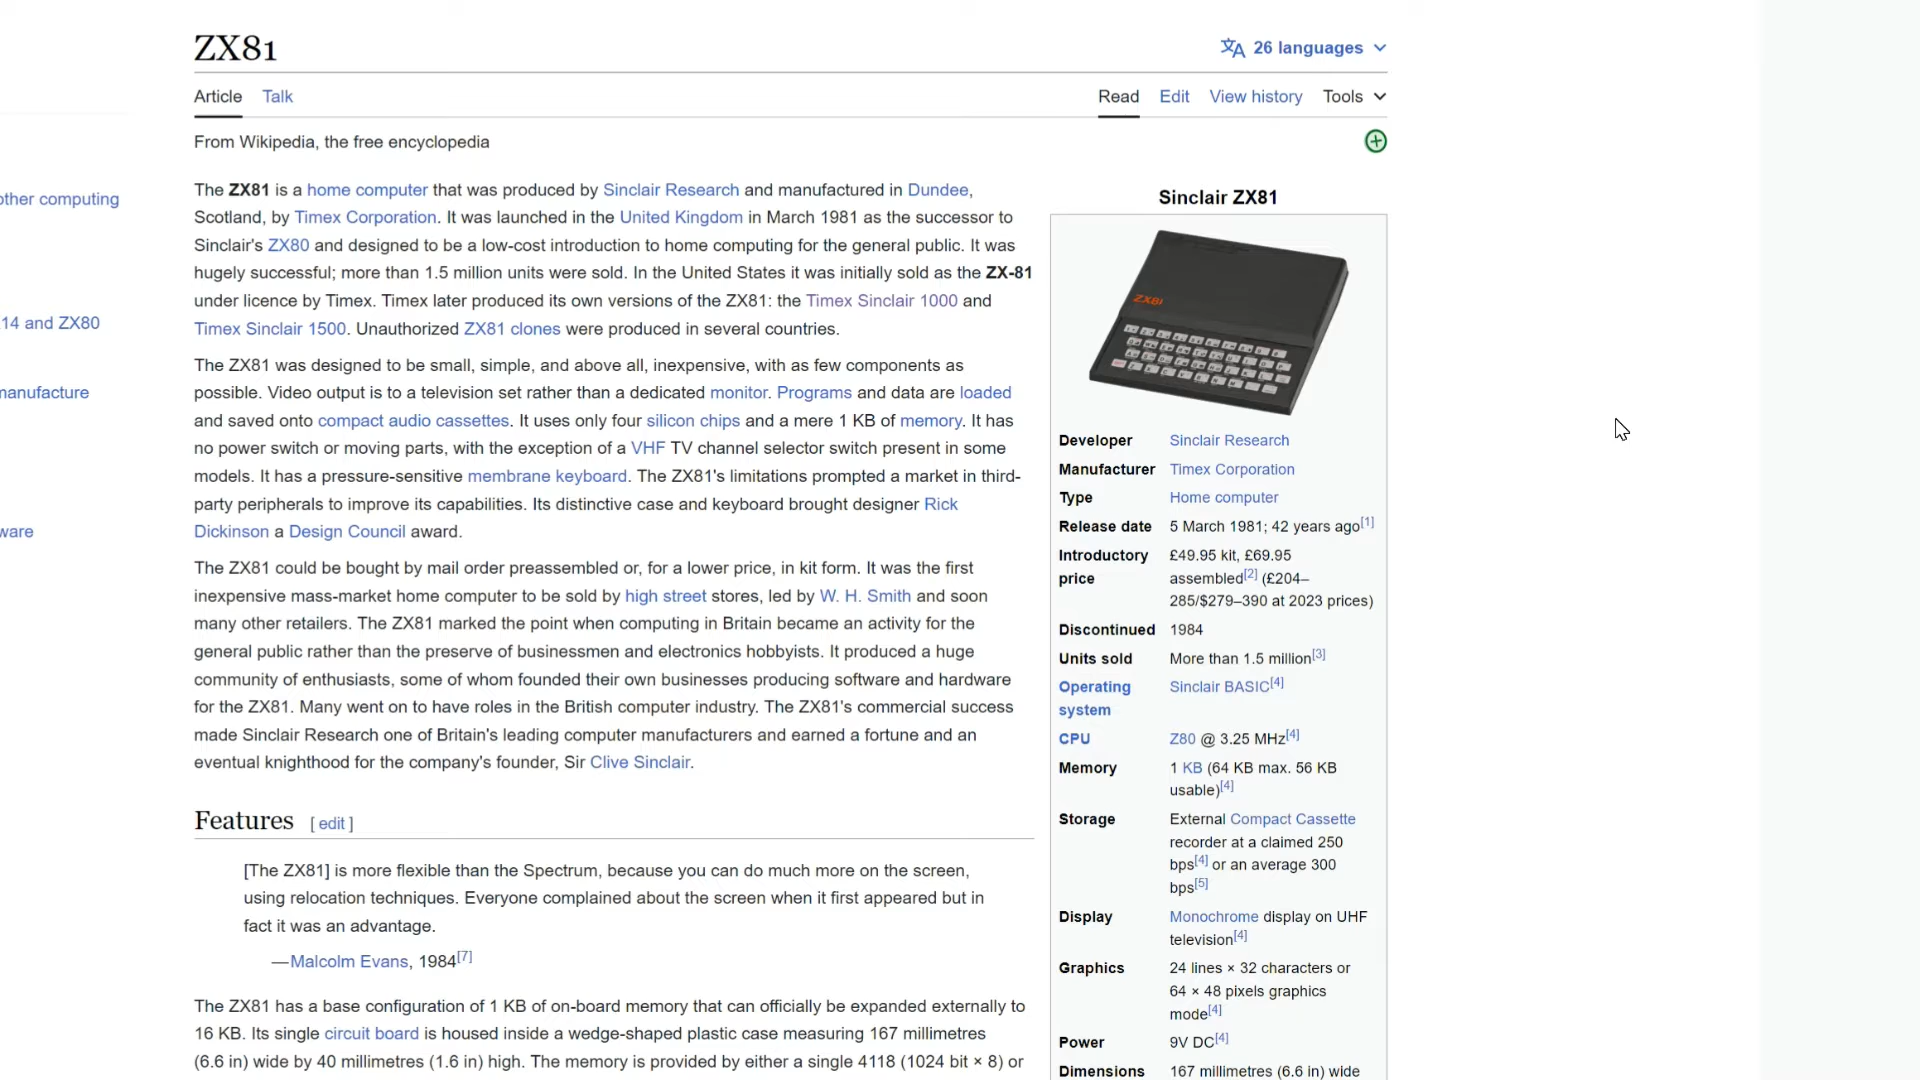 ZX81
26 languages
Article Talk
Read Edit View history Tools
From Wikipedia, the free encyclopedia
other computing
14 and ZX80
manufacture
ware
The ZX81 is a home computer that was produced by Sinclair Research and manufactured in Dundee,
Scotland, by Timex Corporation. It was launched in the United Kingdom in March 1981 as the successor to
Sinclair's ZX80 and designed to be a low-cost introduction to home computing for the general public. It was
hugely successful; more than 1.5 million units were sold. In the United States it was initially sold as the ZX-81
under licence by Timex. Timex later produced its own versions of the ZX81: the Timex Sinclair 1000 and
Timex Sinclair 1500. Unauthorized ZX81 clones were produced in several countries.
The ZX81 was designed to be small, simple, and above all, inexpensive, with as few components as
possible. Video output is to a television set rather than a dedicated monitor. Programs and data are loaded
and saved onto compact audio cassettes. It uses only four silicon chips and a mere 1 KB of memory. It has
no power switch or moving parts, with the exception of a VHF TV channel selector switch present in some
models. It has a pressure-sensitive membrane keyboard. The ZX81's limitations prompted a market in third-
party peripherals to improve its capabilities. Its distinctive case and keyboard brought designer Rick
Dickinson a Design Council award.
The ZX81 could be bought by mail order preassembled or, for a lower price, in kit form. It was the first
inexpensive mass-market home computer to be sold by high street stores, led by W. H. Smith and soon
many other retailers. The ZX81 marked the point when computing in Britain became an activity for the
general public rather than the preserve of businessmen and electronics hobbyists. It produced a huge
community of enthusiasts, some of whom founded their own businesses producing software and hardware
for the ZX81. Many went on to have roles in the British computer industry. The ZX81's commercial success
made Sinclair Research one of Britain's leading computer manufacturers and earned a fortune and an
eventual knighthood for the company's founder, Sir Clive Sinclair.
Features [ edit ]
[The ZX81] is more flexible than the Spectrum, because you can do much more on the screen,
using relocation techniques. Everyone complained about the screen when it first appeared but in
fact it was an advantage.
—Malcolm Evans, 1984[7]
The ZX81 has a base configuration of 1 KB of on-board memory that can officially be expanded externally to
16 KB. Its single circuit board is housed inside a wedge-shaped plastic case measuring 167 millimetres
(6.6 in) wide by 40 millimetres (1.6 in) high. The memory is provided by either a single 4118 (1024 bit × 8) or
Sinclair ZX81
ZX81
Developer Sinclair Research
Manufacturer Timex Corporation
Type Home computer
Release date 5 March 1981; 42 years ago[1]
Introductory price £49.95 kit, £69.95
assembled[2] (£204–
285/$279–390 at 2023 prices)
Discontinued 1984
Units sold More than 1.5 million[3]
Operating system Sinclair BASIC[4]
CPU Z80 @ 3.25 MHz[4]
Memory 1 KB (64 KB max. 56 KB
usable)[4]
Storage External Compact Cassette
recorder at a claimed 250
bps[4] or an average 300
bps[5]
Display Monochrome display on UHF
television[4]
Graphics 24 lines × 32 characters or
64 × 48 pixels graphics
mode[4]
Power 9V DC[4]
Dimensions 167 millimetres (6.6 in) wide